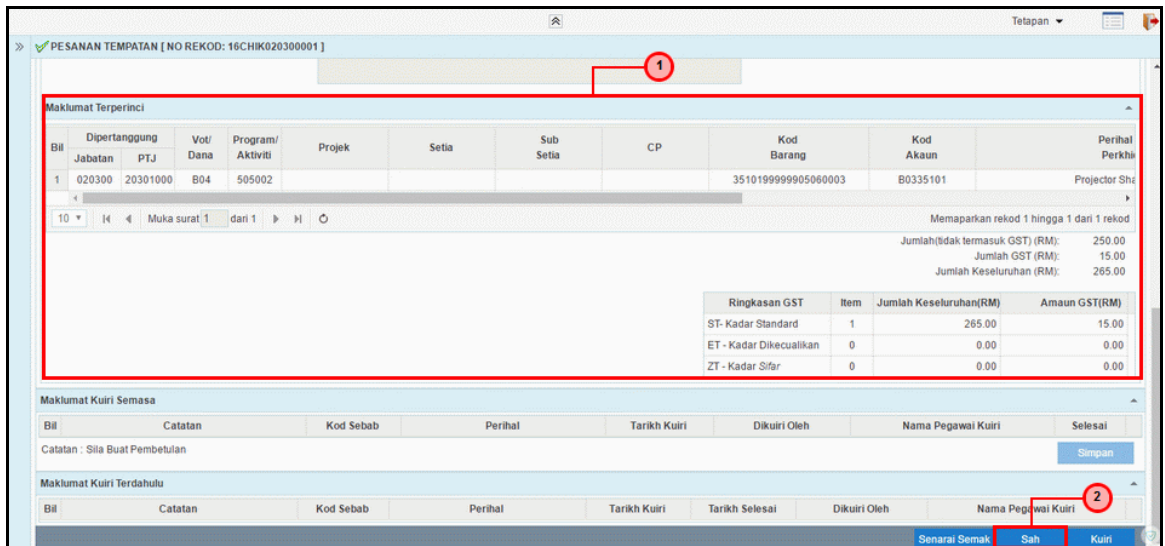 Tetapan
PESANAN TEMPATAN [ NO REKOD: 16CHIK020300001 ]
1
Maklumat Terperinci
Bil Dipertanggung Vot/ Dana Program/ Aktiviti Projek Setia Sub Setia CP Kod Barang Kod Akaun Perihal Perkhi
Jabatan PTJ
1 020300 20301000 B04 505002 3510199999905060003 B0335101 Projector Sha
10 Muka surat 1 dari 1 Memaparkan rekod 1 hingga 1 dari 1 rekod
Jumlah(tidak termasuk GST) (RM): 250.00
Jumlah GST (RM): 15.00
Jumlah Keseluruhan (RM): 265.00
Ringkasan GST Item Jumlah Keseluruhan(RM) Amaun GST(RM)
ST- Kadar Standard 1 265.00 15.00
ET - Kadar Dikecualikan 0 0.00 0.00
ZT - Kadar Sifar 0 0.00 0.00
Maklumat Kuiri Semasa
Bil Catatan Kod Sebab Perihal Tarikh Kuiri Dikuiri Oleh Nama Pegawai Kuiri Selesai
Catatan : Sila Buat Pembetulan Simpan
Maklumat Kuiri Terdahulu
2
Bil Catatan Kod Sebab Perihal Tarikh Kuiri Tarikh Selesai Dikuiri Oleh Nama Pegawai Kuiri
Senarai Semak Sah Kuiri